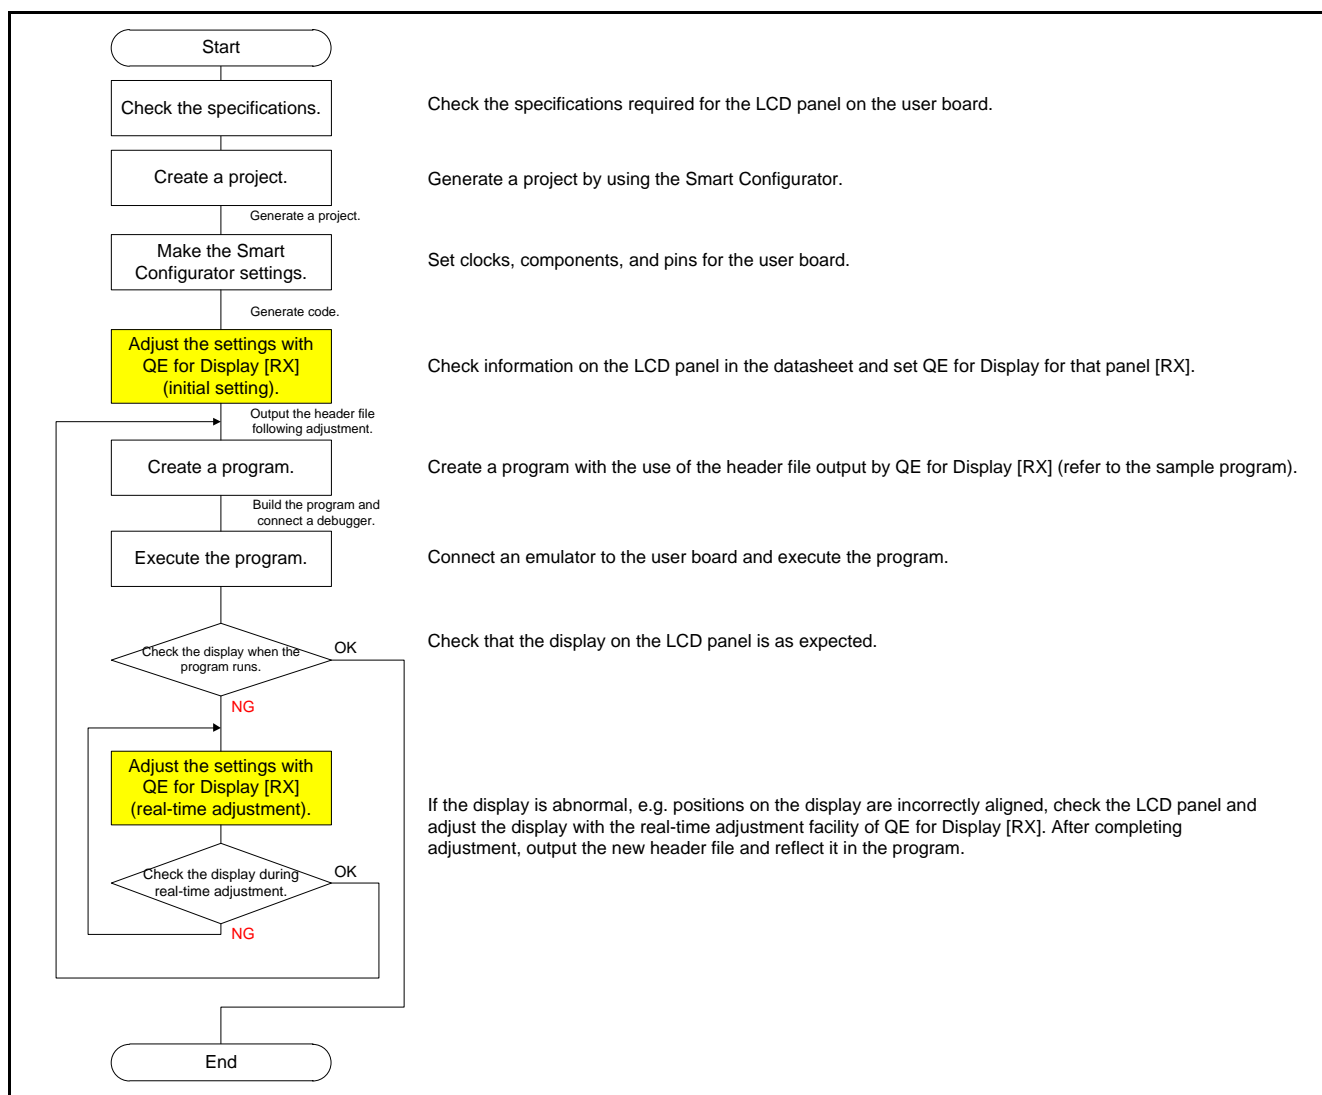 Start
Check the specifications.
Check the specifications required for the LCD panel on the user board.
Create a project.
Generate a project by using the Smart Configurator.
Generate a project.
Make the Smart
Configurator settings.
Set clocks, components, and pins for the user board.
Generate code.
Adjust the settings with
QE for Display [RX]
(initial setting).
Check information on the LCD panel in the datasheet and set QE for Display for that panel [RX].
Output the header file
following adjustment.
Create a program.
Create a program with the use of the header file output by QE for Display [RX] (refer to the sample program).
Build the program and
connect a debugger.
Execute the program.
Connect an emulator to the user board and execute the program.
Check the display when the
program runs.
OK
Check that the display on the LCD panel is as expected.
NG
Adjust the settings with
QE for Display [RX]
(real-time adjustment).
If the display is abnormal, e.g. positions on the display are incorrectly aligned, check the LCD panel and
adjust the display with the real-time adjustment facility of QE for Display [RX]. After completing
adjustment, output the new header file and reflect it in the program.
Check the display during
real-time adjustment.
OK
NG
End